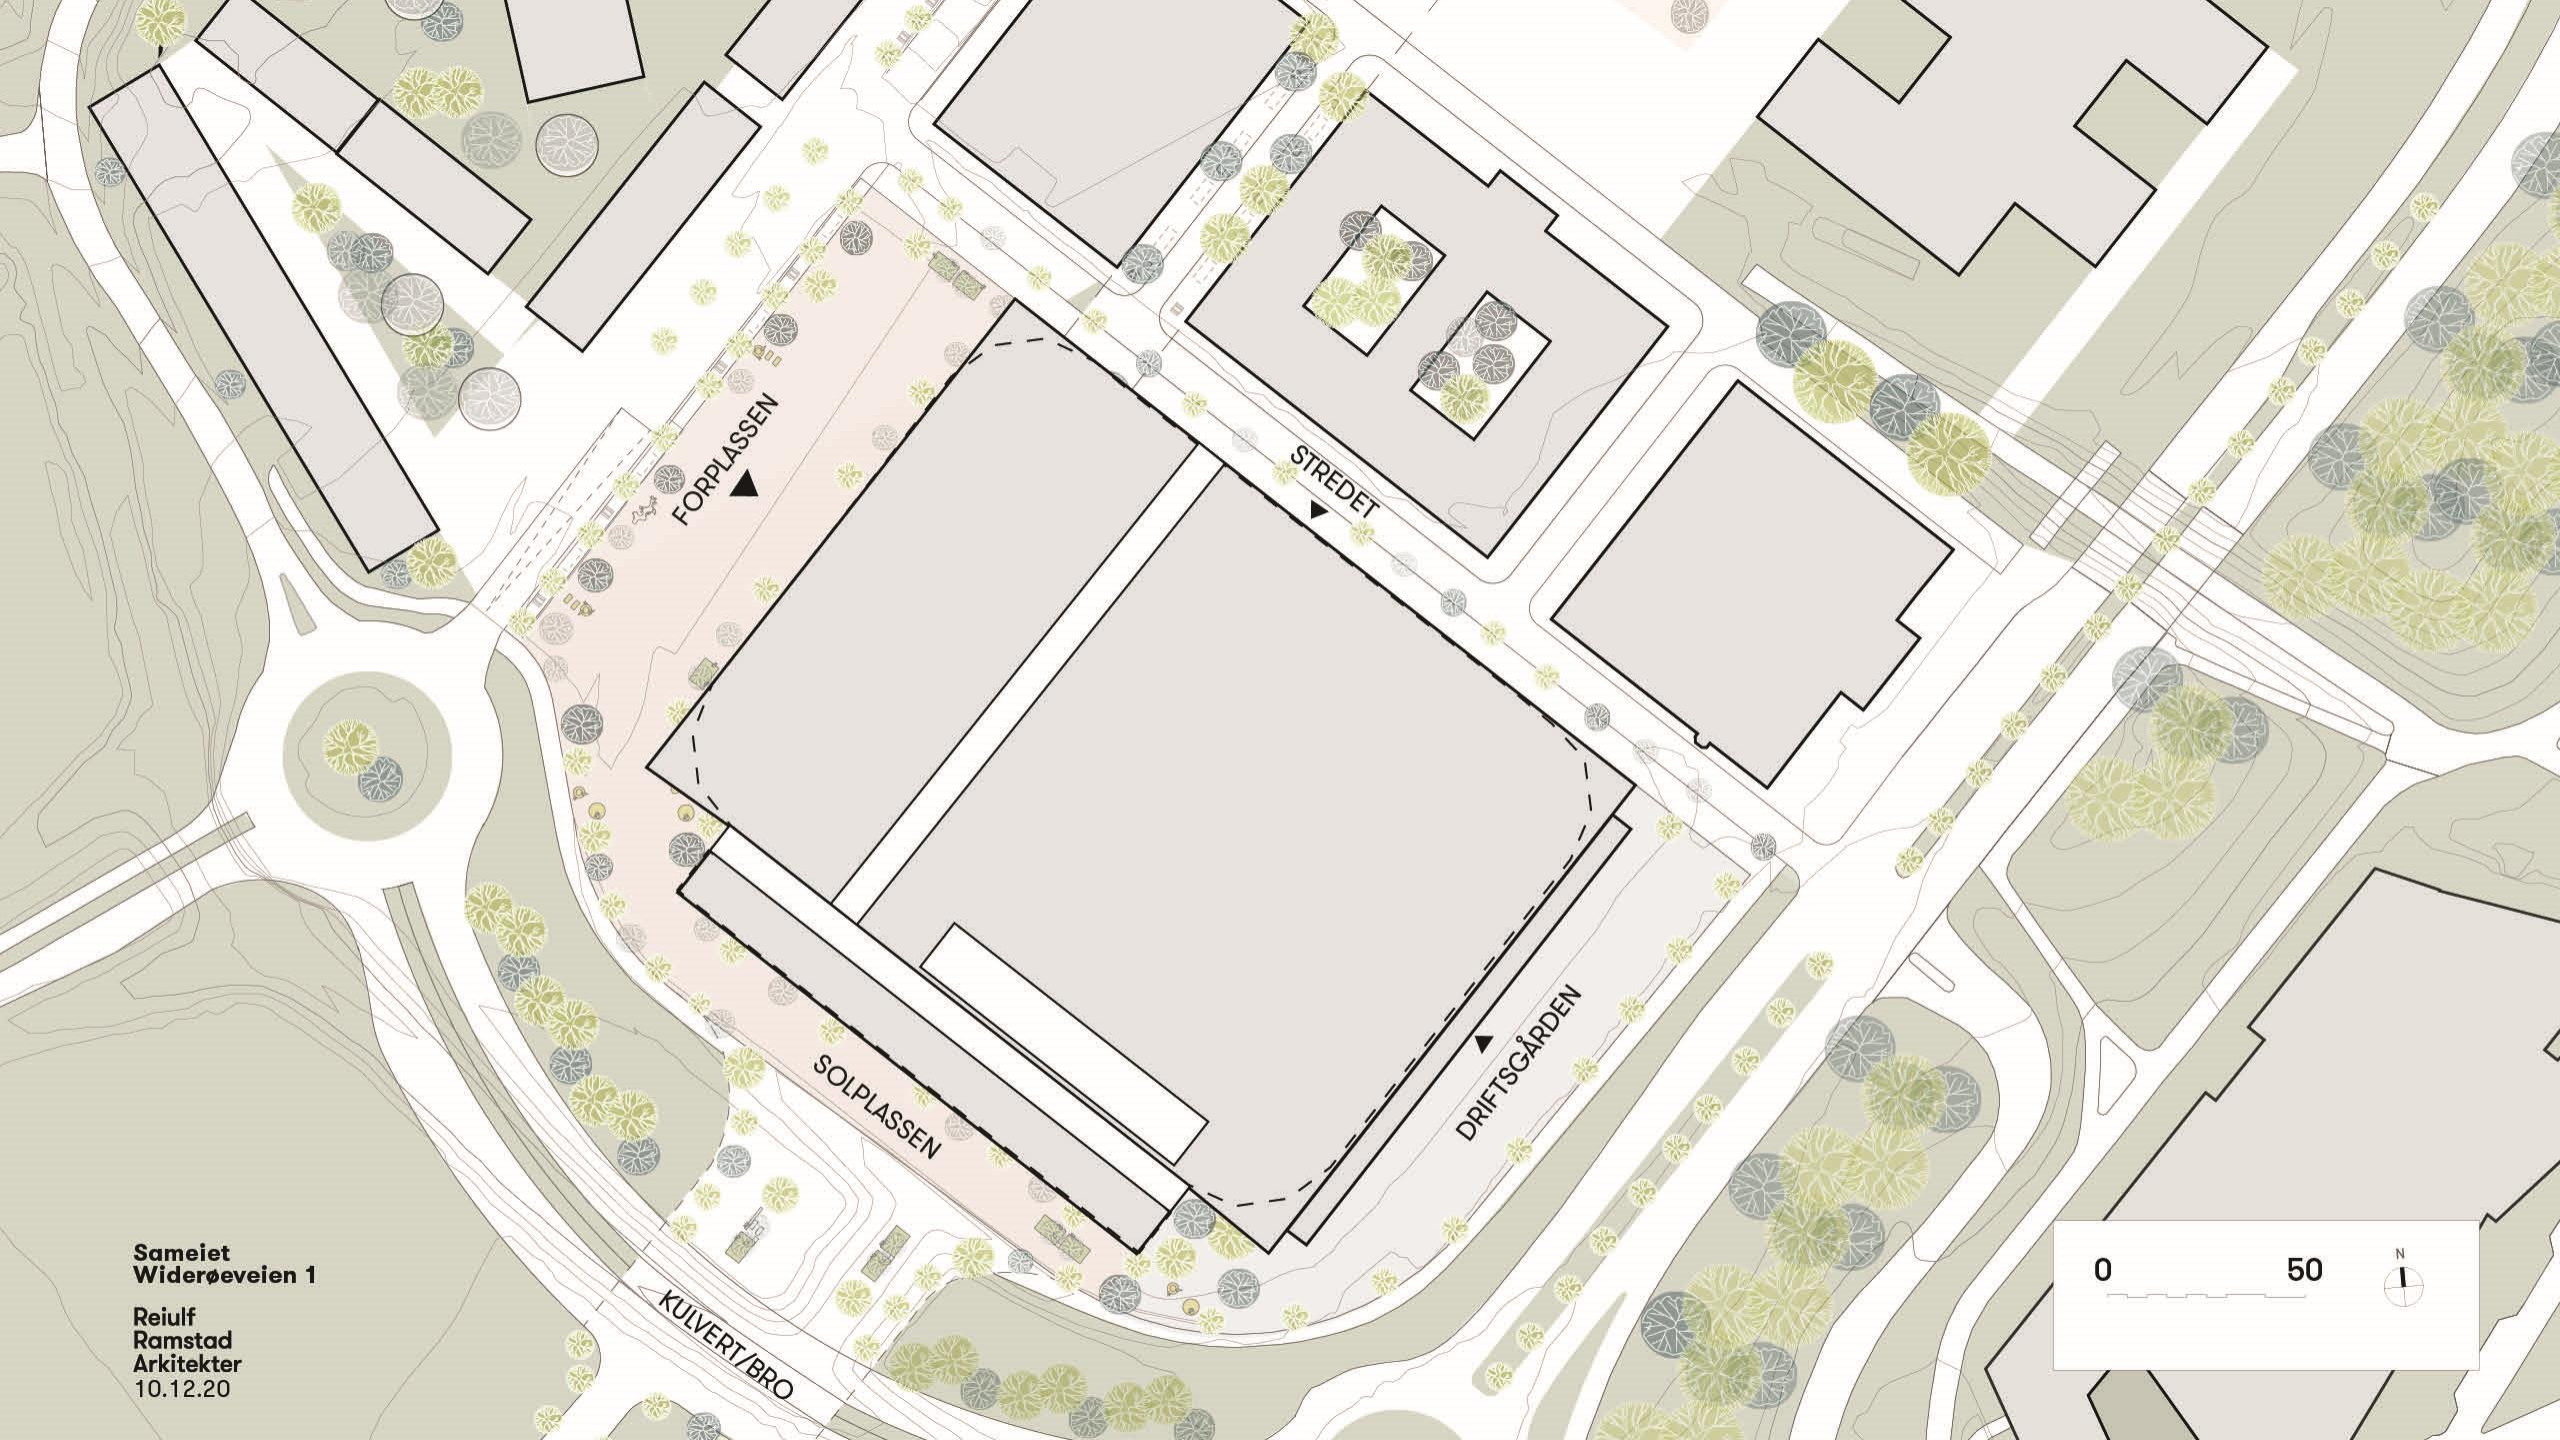 FORPLASSEN
STREDET
SOLPLASSEN
DRIFTSGÅRDEN
KULVERT/BRO
Sameiet
Widerøeveien 1
Reiulf
Ramstad
Arkitekter
10.12.20
0 50 N